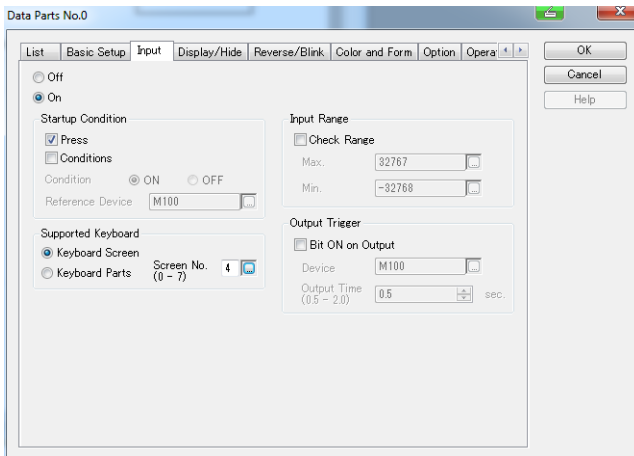 Data Parts No.0
List Basic Setup Input Display/Hide Reverse/Blink Color and Form Option Opera
OK
Cancel
Help
Off
On
Startup Condition
Press
Conditions
Condition ON OFF
Reference Device M100 ...
Supported Keyboard
Keyboard Screen
Keyboard Parts
Screen No. 4 ...
(0 - 7)
Input Range
Check Range
Max. 32767 ...
Min. -32768 ...
Output Trigger
Bit ON on Output
Device M100 ...
Output Time 0.5 sec.
(0.5 - 2.0)